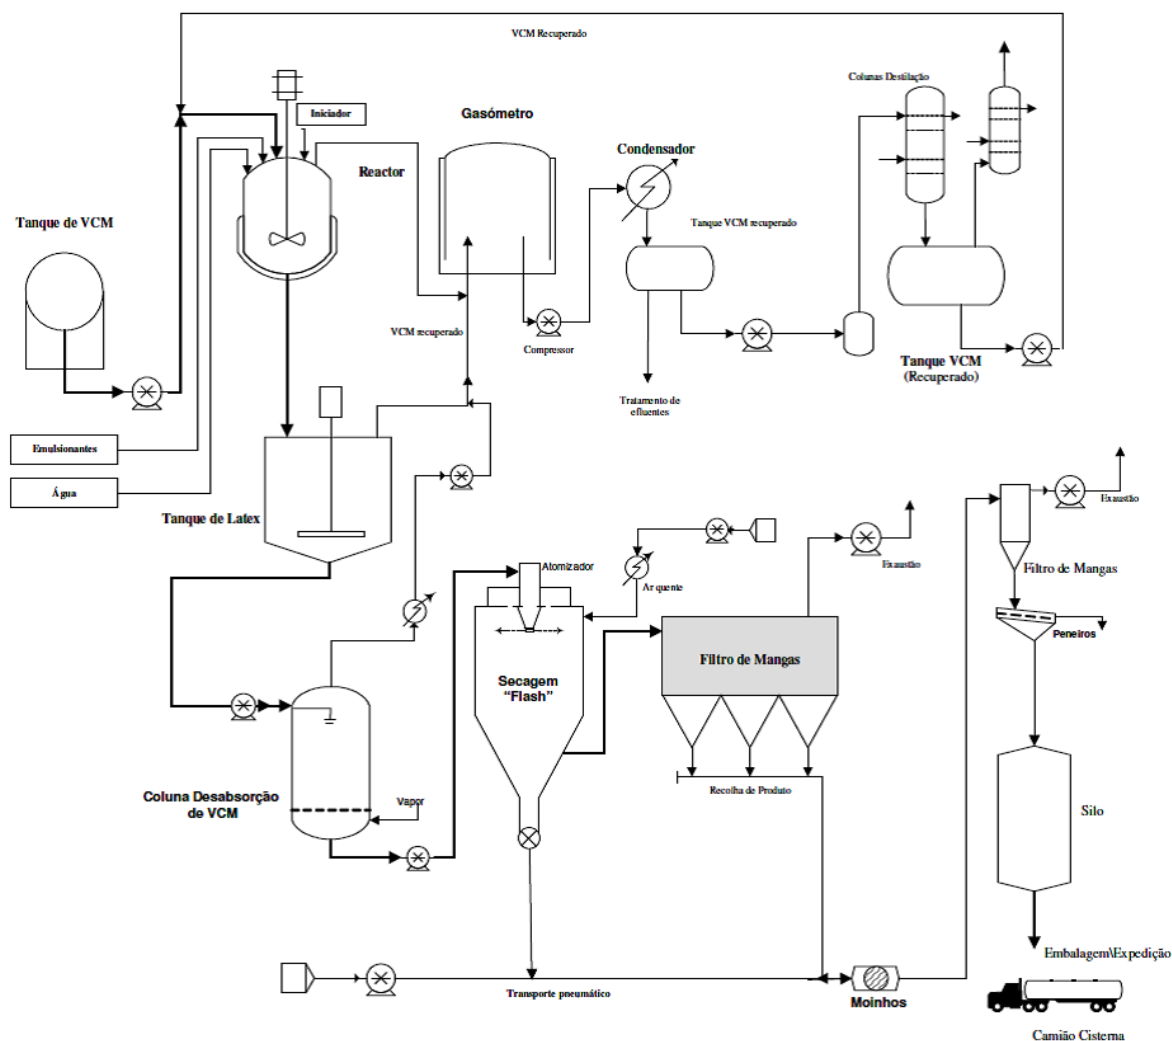 VCM Recuperado
Colunas Destilação
Iniciador
Gasómetro
Condensador
Reactor
Tanque de VCM
Tanque VCM recuperado
VCM recuperado
Compressor
Tanque VCM
(Recuperado)
Tratamento de
efluentes
Emulsionantes
Água
Tanque de Latex
Exaustão
Atomizador
Ar quente
Exaustão
Filtro de Mangas
Peneiros
Secagem
"Flash"
Filtro de Mangas
Coluna Desabsorção
de VCM
Vapor
Recolha de Produto
Silo
Embalagem\Expedição
Transporte pneumático
Moinhos
Camião Cisterna